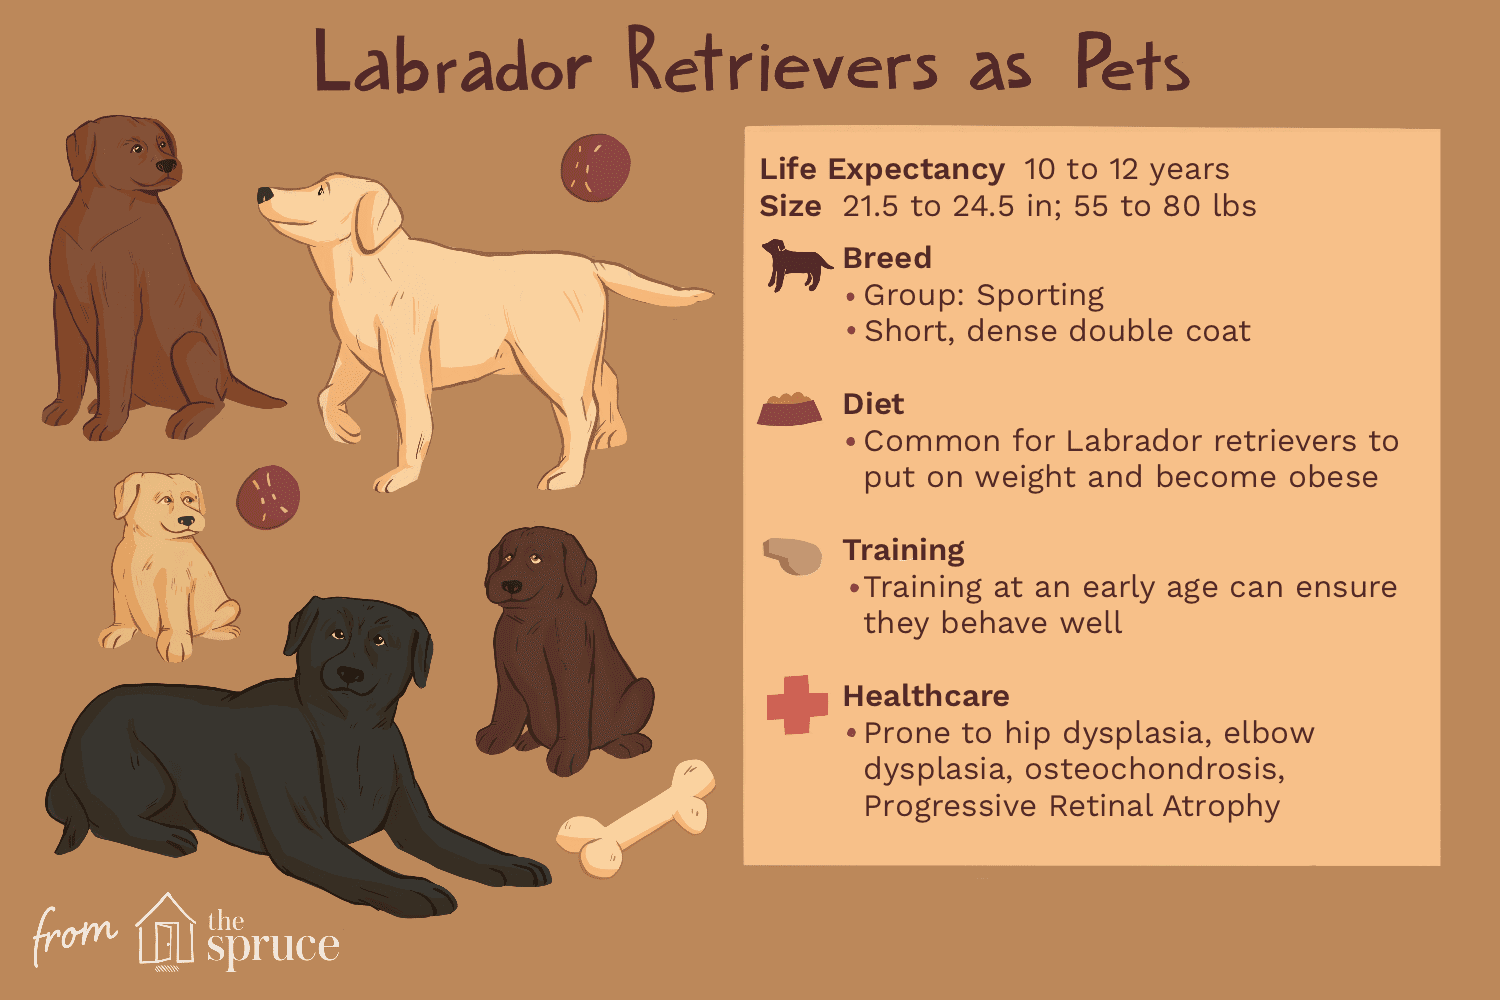 Labrador Retrievers as Pets
Life Expectancy 10 to 12 years
Size 21.5 to 24.5 in; 55 to 80 lbs
Breed
• Group: Sporting
• Short, dense double coat
Diet
• Common for Labrador retrievers to
put on weight and become obese
Training
• Training at an early age can ensure
they behave well
Healthcare
• Prone to hip dysplasia, elbow
dysplasia, osteochondrosis,
Progressive Retinal Atrophy
from
the
spruce